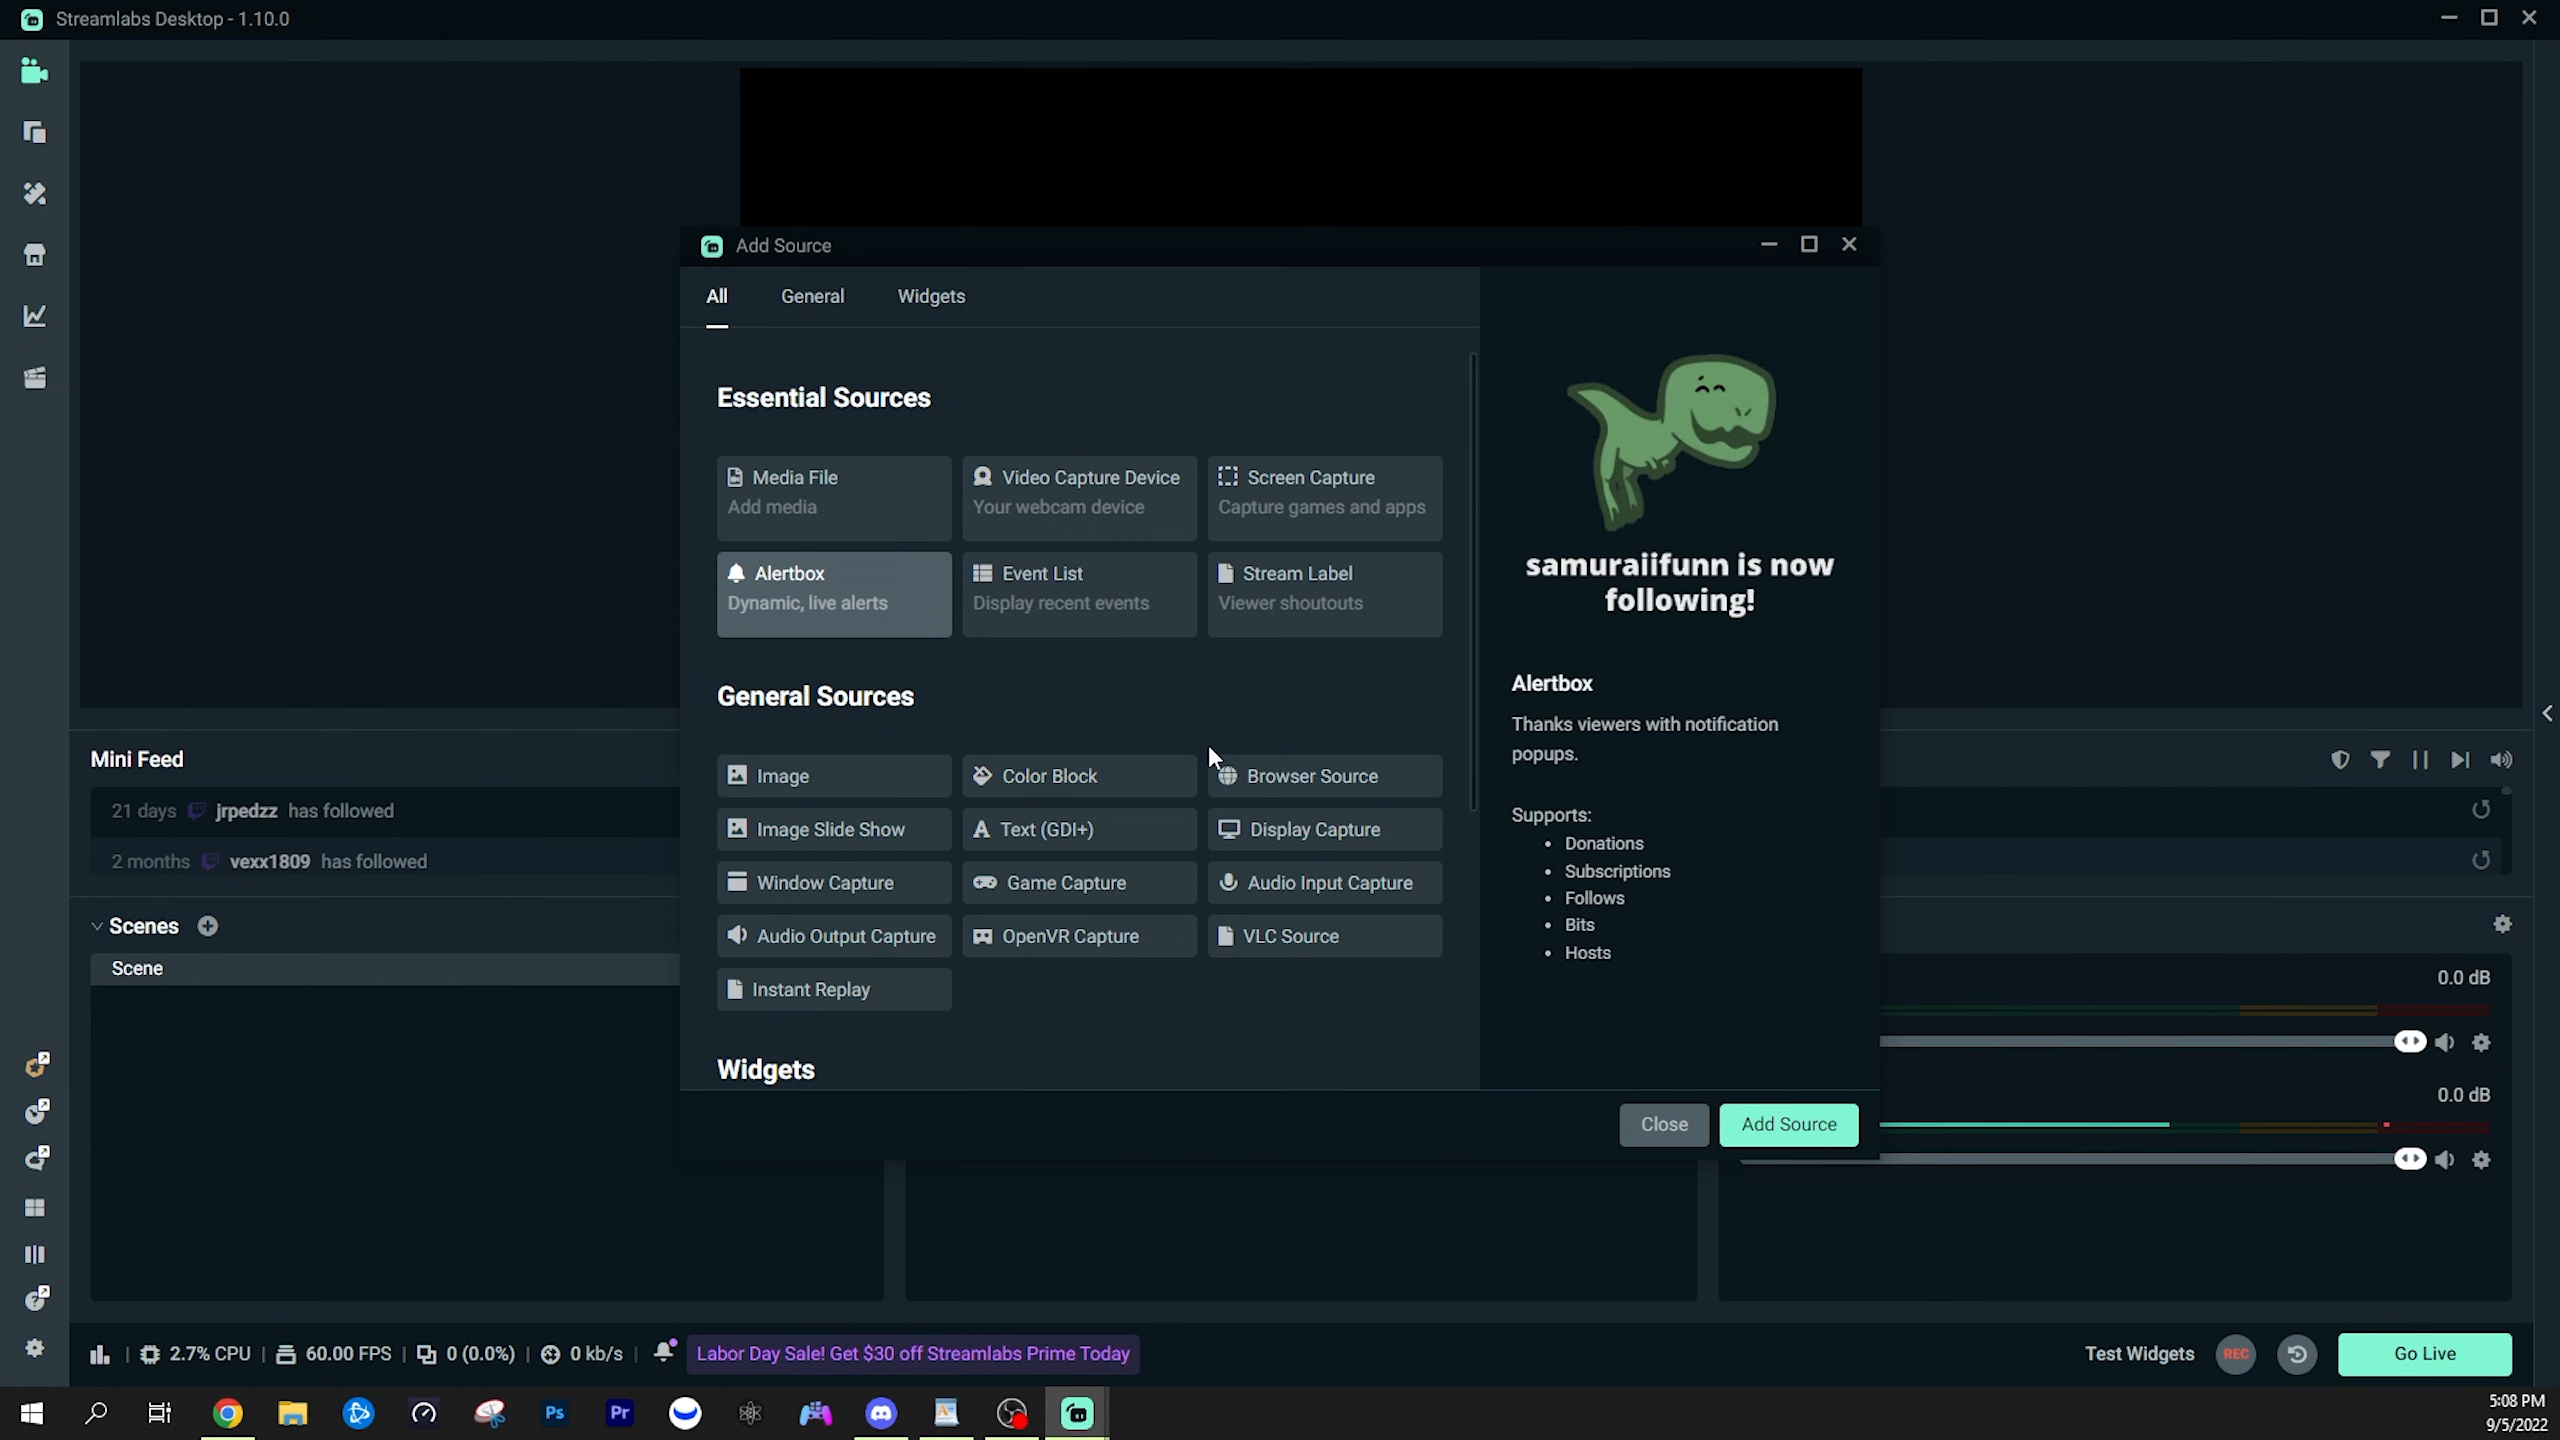 Streamlabs Desktop - 1.10.0
Add Source
All General Widgets
Essential Sources
Media File
Add media
Video Capture Device
Your webcam device
Screen Capture
Capture games and apps
Alertbox
Dynamic, live alerts
Event List
Display recent events
Stream Label
Viewer shoutouts
General Sources
Image
Color Block
Browser Source
Image Slide Show
Text (GDI+)
Display Capture
Window Capture
Game Capture
Audio Input Capture
Audio Output Capture
OpenVR Capture
VLC Source
Instant Replay
Widgets
samuraiifunn is now
following!
Alertbox
Thanks viewers with notification
popups.
Supports:
• Donations
• Subscriptions
• Follows
• Bits
• Hosts
Close
Add Source
Mini Feed
21 days jrpedzz has followed
2 months vexx1809 has followed
Scenes
Scene
0.0 dB
0.0 dB
2.7% CPU | 60.00 FPS | 0 (0.0%) | 0 kb/s
Labor Day Sale! Get $30 off Streamlabs Prime Today
Test Widgets
REC
Go Live
Ps
Pr
5:08 PM
9/5/2022